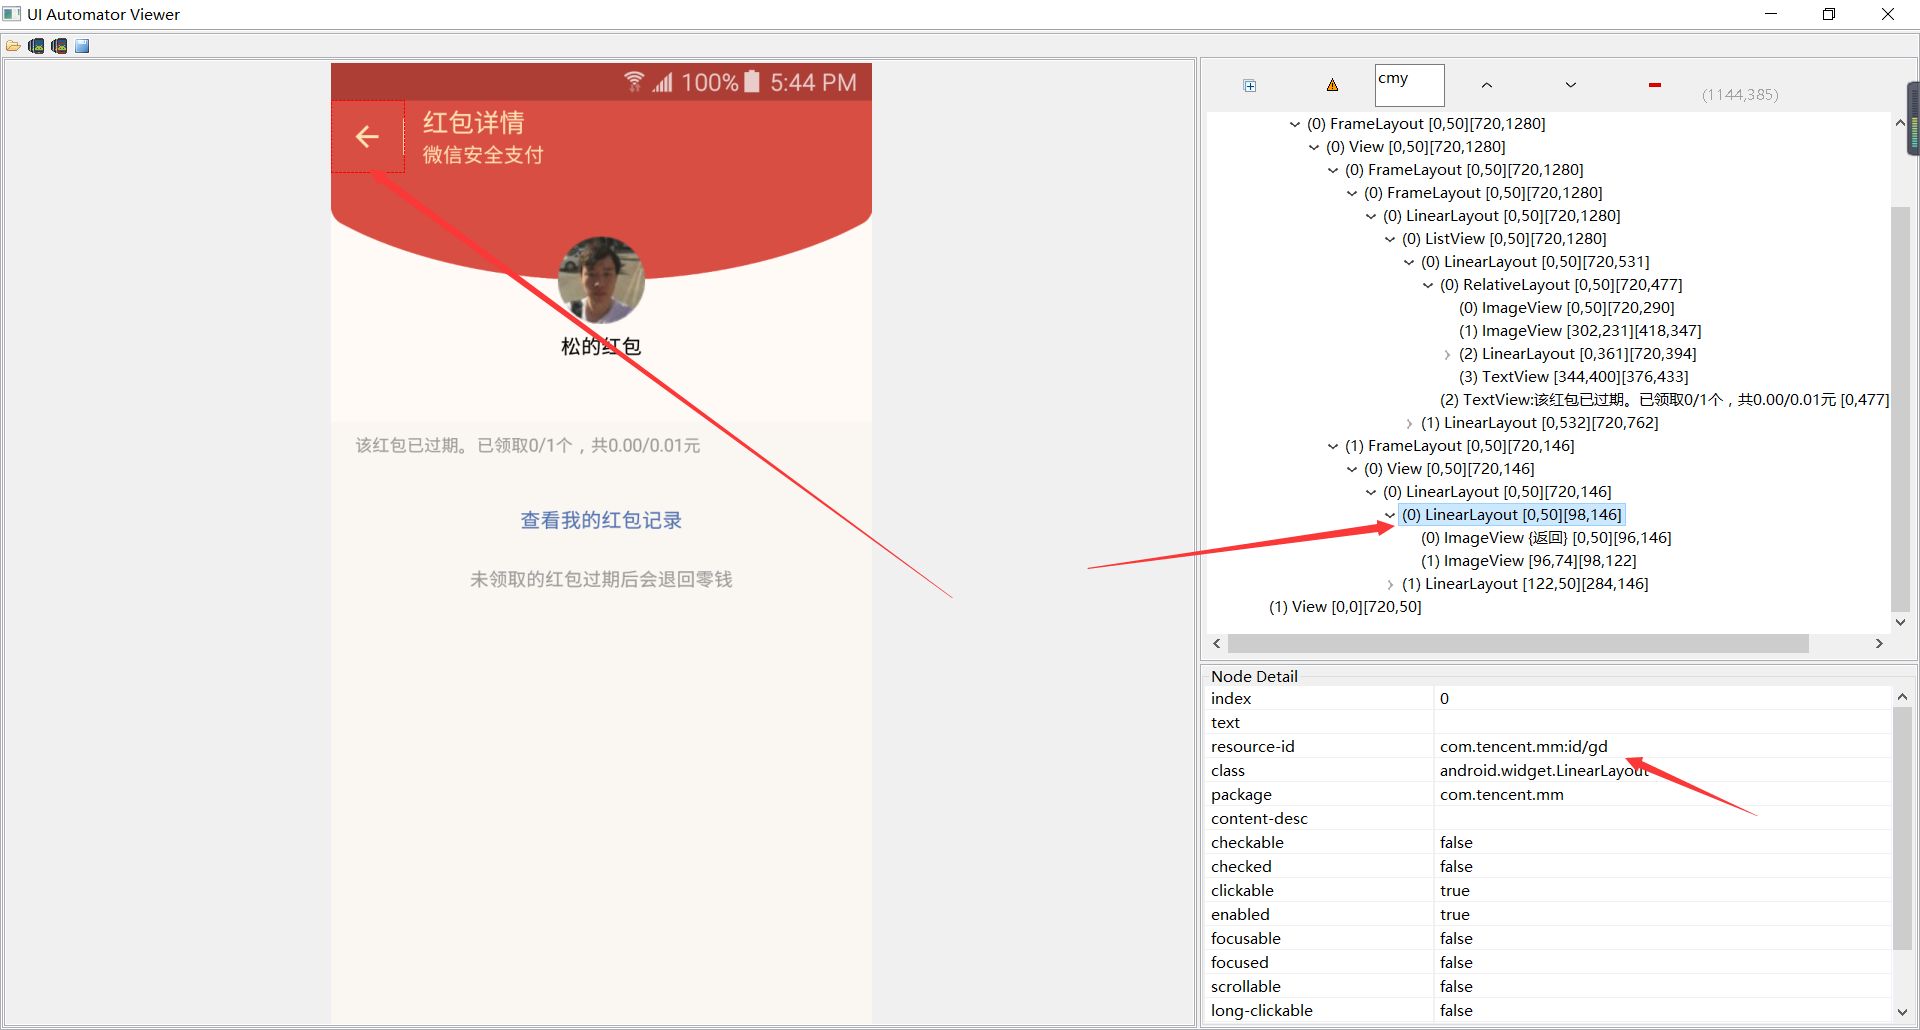 UI Automator Viewer
100% 5:44 PM
红包详情
微信安全支付
松的红包
该红包已过期。已领取0/1个，共0.00/0.01元
查看我的红包记录
未领取的红包过期后会退回零钱
cmy
(1144,385)
(0) FrameLayout [0,50][720,1280]
(0) View [0,50][720,1280]
(0) FrameLayout [0,50][720,1280]
(0) FrameLayout [0,50][720,1280]
(0) LinearLayout [0,50][720,1280]
(0) ListView [0,50][720,1280]
(0) LinearLayout [0,50][720,531]
(0) RelativeLayout [0,50][720,477]
(0) ImageView [0,50][720,290]
(1) ImageView [302,231][418,347]
(2) LinearLayout [0,361][720,394]
(3) TextView [344,400][376,433]
(2) TextView:该红包已过期。已领取0/1个，共0.00/0.01元 [0,477]
(1) LinearLayout [0,532][720,762]
(1) FrameLayout [0,50][720,146]
(0) View [0,50][720,146]
(0) LinearLayout [0,50][720,146]
(0) LinearLayout [0,50][98,146]
(0) ImageView {返回} [0,50][96,146]
(1) ImageView [96,74][98,122]
(1) LinearLayout [122,50][284,146]
(1) View [0,0][720,50]
Node Detail
index 0
text
resource-id com.tencent.mm:id/gd
class android.widget.LinearLayout
package com.tencent.mm
content-desc
checkable false
checked false
clickable true
enabled true
focusable false
focused false
scrollable false
long-clickable false